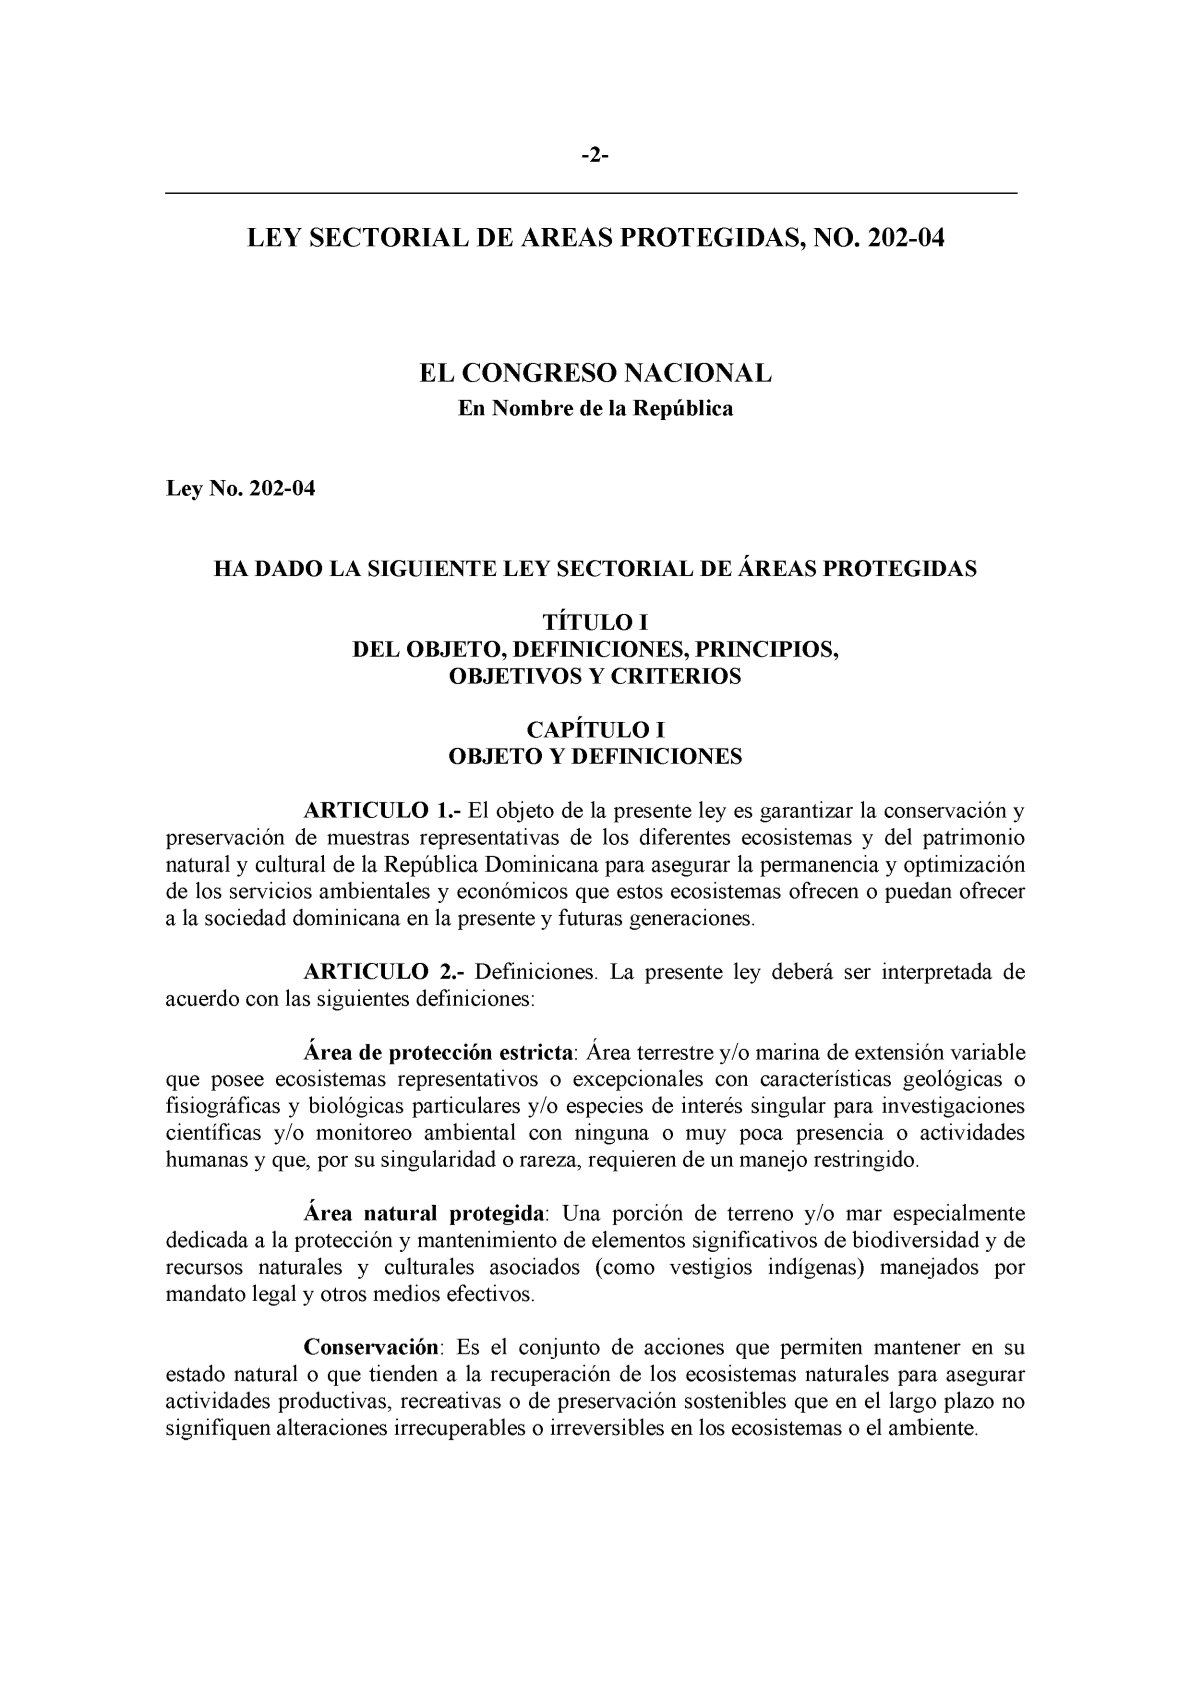 -2-
LEY SECTORIAL DE AREAS PROTEGIDAS, NO. 202-04
EL CONGRESO NACIONAL
En Nombre de la República
Ley No. 202-04
HA DADO LA SIGUIENTE LEY SECTORIAL DE ÁREAS PROTEGIDAS
TÍTULO I
DEL OBJETO, DEFINICIONES, PRINCIPIOS,
OBJETIVOS Y CRITERIOS
CAPÍTULO I
OBJETO Y DEFINICIONES
ARTICULO 1.- El objeto de la presente ley es garantizar la conservación y
preservación de muestras representativas de los diferentes ecosistemas y del patrimonio
natural y cultural de la República Dominicana para asegurar la permanencia y optimización
de los servicios ambientales y económicos que estos ecosistemas ofrecen o puedan ofrecer
a la sociedad dominicana en la presente y futuras generaciones.
ARTICULO 2.- Definiciones. La presente ley deberá ser interpretada de
acuerdo con las siguientes definiciones:
Área de protección estricta: Área terrestre y/o marina de extensión variable
que posee ecosistemas representativos o excepcionales con características geológicas o
fisiográficas y biológicas particulares y/o especies de interés singular para investigaciones
científicas y/o monitoreo ambiental con ninguna o muy poca presencia o actividades
humanas y que, por su singularidad o rareza, requieren de un manejo restringido.
Área natural protegida: Una porción de terreno y/o mar especialmente
dedicada a la protección y mantenimiento de elementos significativos de biodiversidad y de
recursos naturales y culturales asociados (como vestigios indígenas) manejados por
mandato legal y otros medios efectivos.
Conservación: Es el conjunto de acciones que permiten mantener en su
estado natural o que tienden a la recuperación de los ecosistemas naturales para asegurar
actividades productivas, recreativas o de preservación sostenibles que en el largo plazo no
signifiquen alteraciones irrecuperables o irreversibles en los ecosistemas o el ambiente.